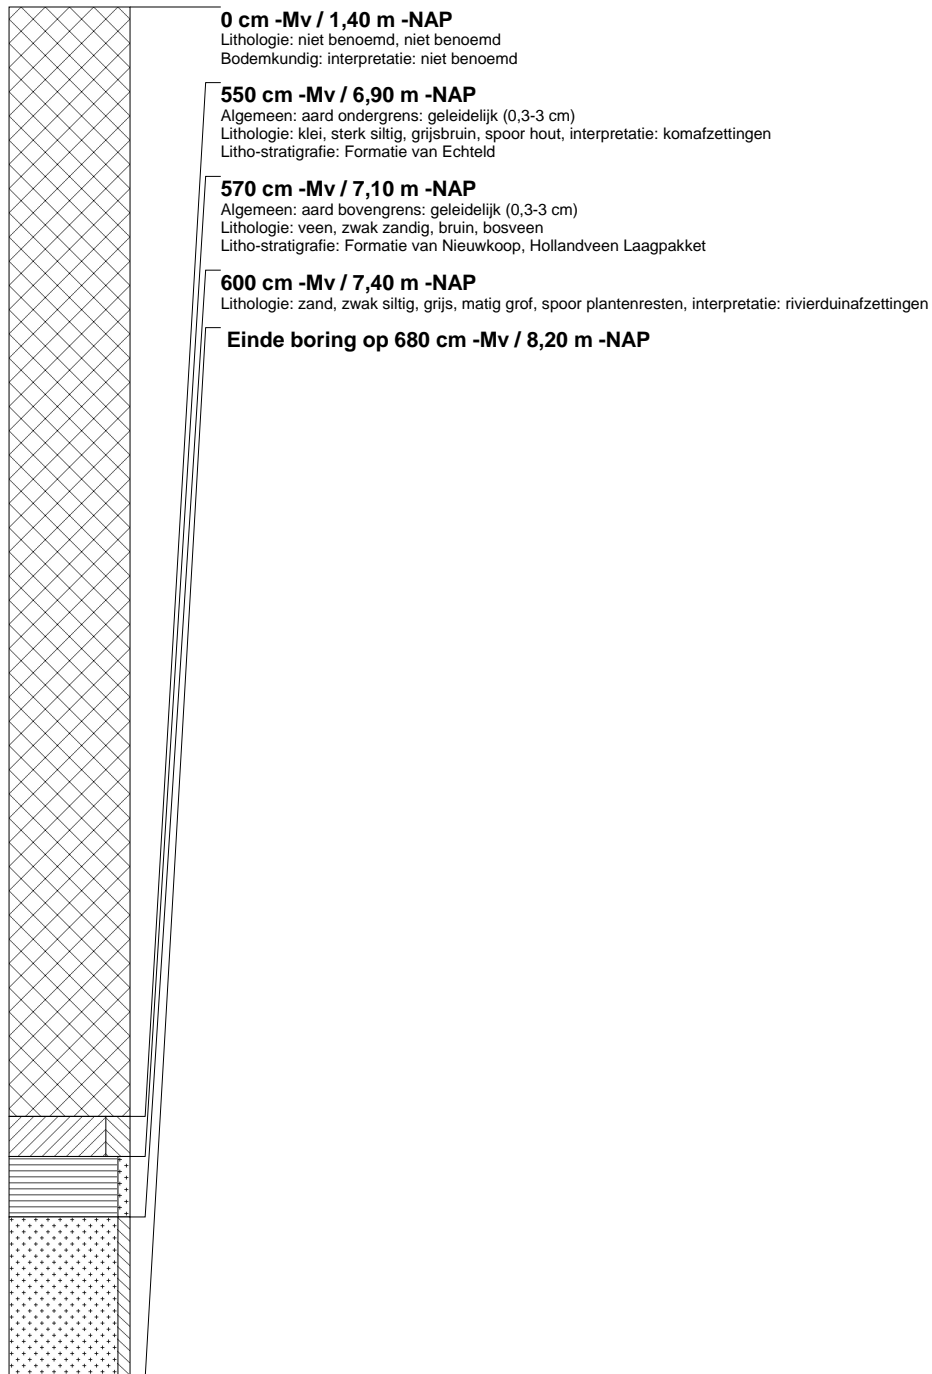 0 cm -Mv / 1,40 m -NAP
Lithologie: niet benoemd, niet benoemd
Bodemkundig: interpretatie: niet benoemd
550 cm -Mv / 6,90 m -NAP
Algemeen: aard ondergrens: geleidelijk (0,3-3 cm)
Lithologie: klei, sterk siltig, grijsbruin, spoor hout, interpretatie: komafzettingen
Litho-stratigrafie: Formatie van Echteld
570 cm -Mv / 7,10 m -NAP
Algemeen: aard bovengrens: geleidelijk (0,3-3 cm)
Lithologie: veen, zwak zandig, bruin, bosveen
Litho-stratigrafie: Formatie van Nieuwkoop, Hollandveen Laagpakket
600 cm -Mv / 7,40 m -NAP
Lithologie: zand, zwak siltig, grijs, matig grof, spoor plantenresten, interpretatie: rivierduinafzettingen
Einde boring op 680 cm -Mv / 8,20 m -NAP